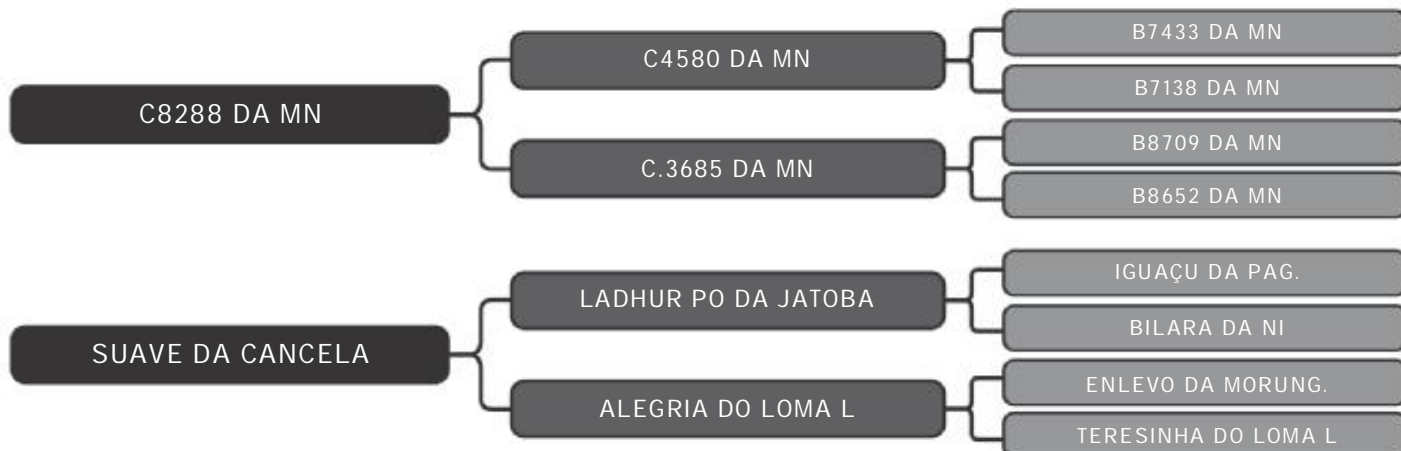 C8288 DA MN
C4580 DA MN
B7433 DA MN
B7138 DA MN
C.3685 DA MN
B8709 DA MN
B8652 DA MN
SUAVE DA CANCELA
LADHUR PO DA JATOBA
IGUAÇU DA PAG.
BILARA DA NI
ALEGRIA DO LOMA L
ENLEVO DA MORUNG.
TERESINHA DO LOMA L